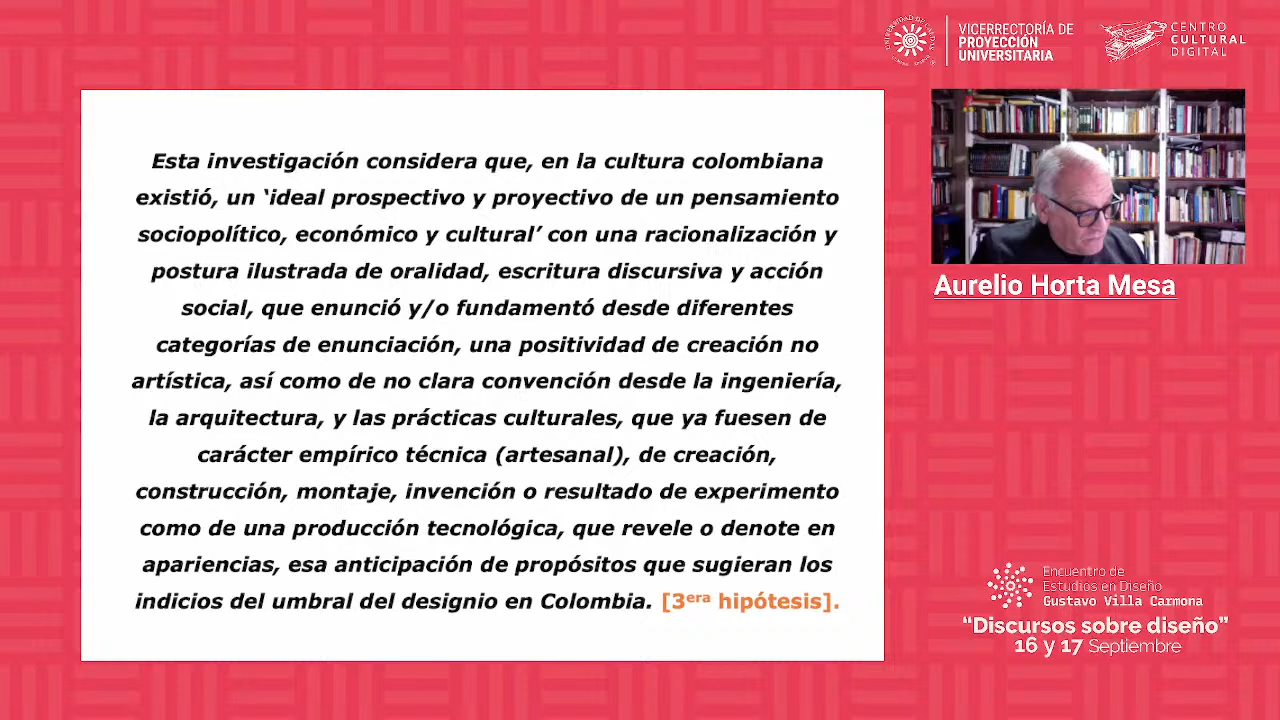 VICERRECTORÍA DE
PROYECCIÓN
UNIVERSITARIA
CENTRO
CULTURAL
DIGITAL
Esta investigación considera que, en la cultura colombiana
existió, un ‘ideal prospectivo y proyectivo de un pensamiento
sociopolítico, económico y cultural’ con una racionalización y
postura ilustrada de oralidad, escritura discursiva y acción
social, que enunció y/o fundamentó desde diferentes
categorías de enunciación, una positividad de creación no
artística, así como de no clara convención desde la ingeniería,
la arquitectura, y las prácticas culturales, que ya fuesen de
carácter empírico técnica (artesanal), de creación,
construcción, montaje, invención o resultado de experimento
como de una producción tecnológica, que revele o denote en
apariencias, esa anticipación de propósitos que sugieran los
indicios del umbral del designio en Colombia. [3era hipótesis].
Aurelio Horta Mesa
Encuentro de
Estudios en Diseño
Gustavo Villa Carmona
“Discursos sobre diseño”
16 y 17 Septiembre